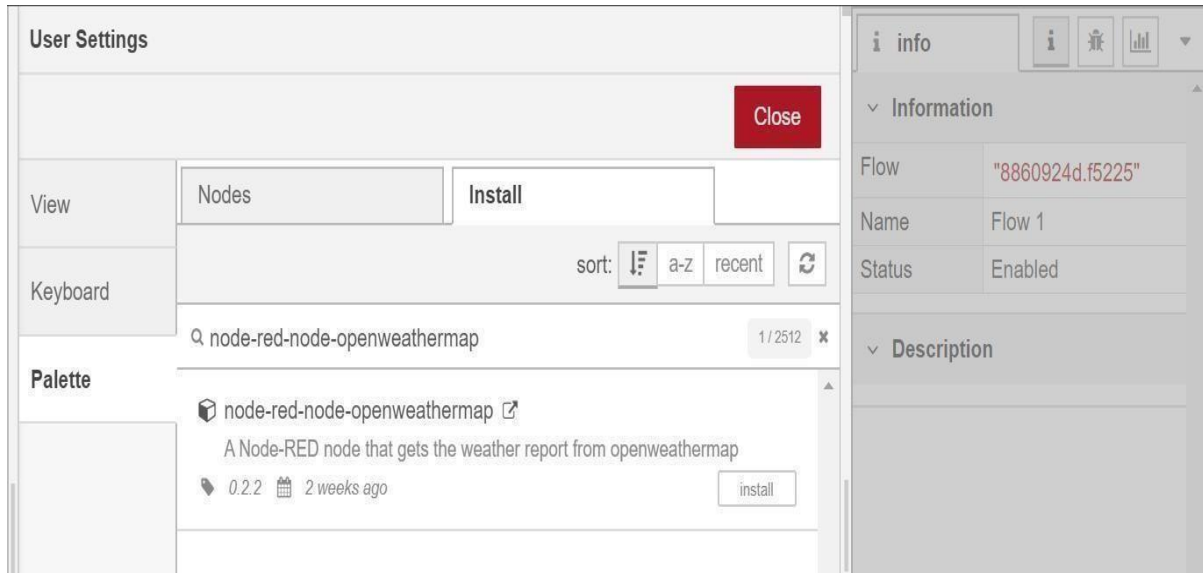 User Settings
Close
View
Keyboard
Palette
Nodes
Install
sort: a-z recent
node-red-node-openweathermap 1 / 2512
node-red-node-openweathermap
A Node-RED node that gets the weather report from openweathermap
0.2.2 2 weeks ago
install
info
Information
Flow "8860924d.f5225"
Name Flow 1
Status Enabled
Description